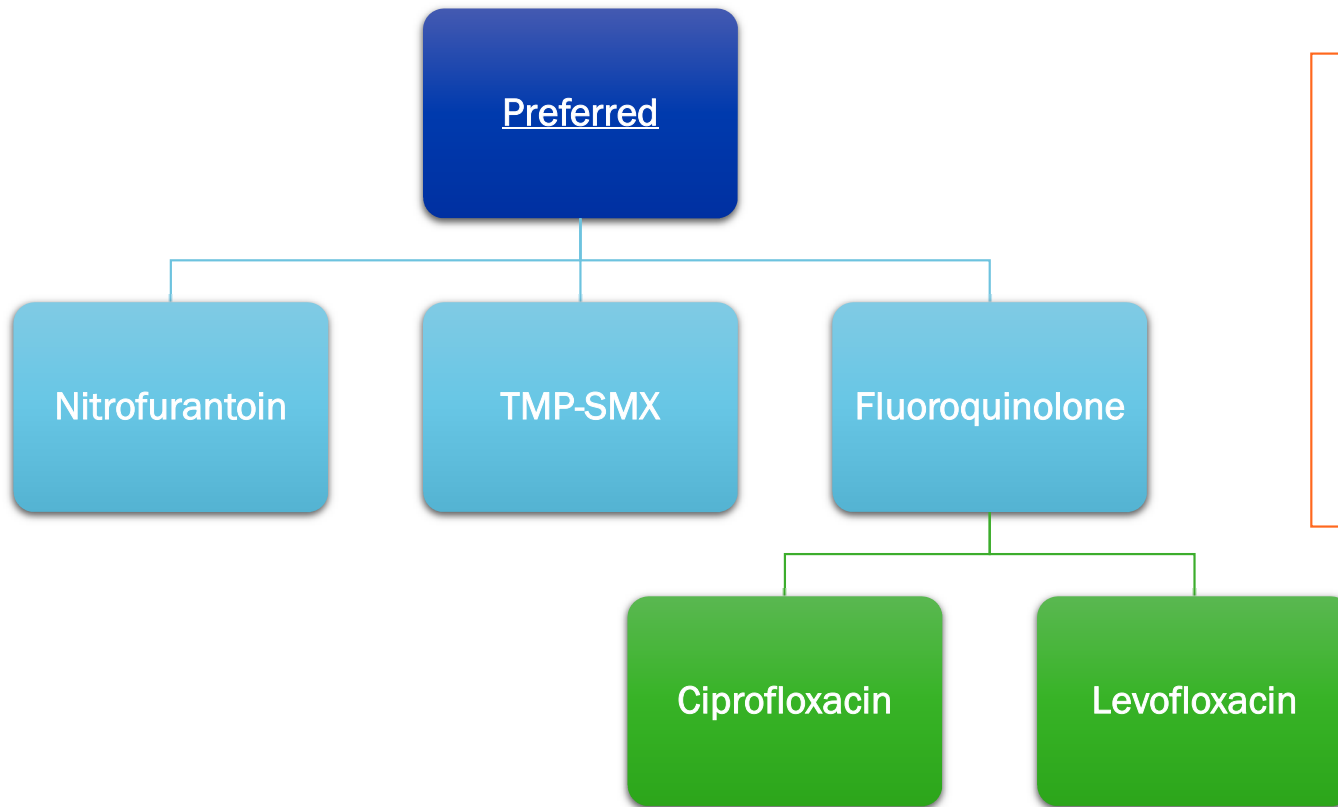 Preferred
Nitrofurantoin
TMP-SMX
Fluoroquinolone
Ciprofloxacin
Levofloxacin